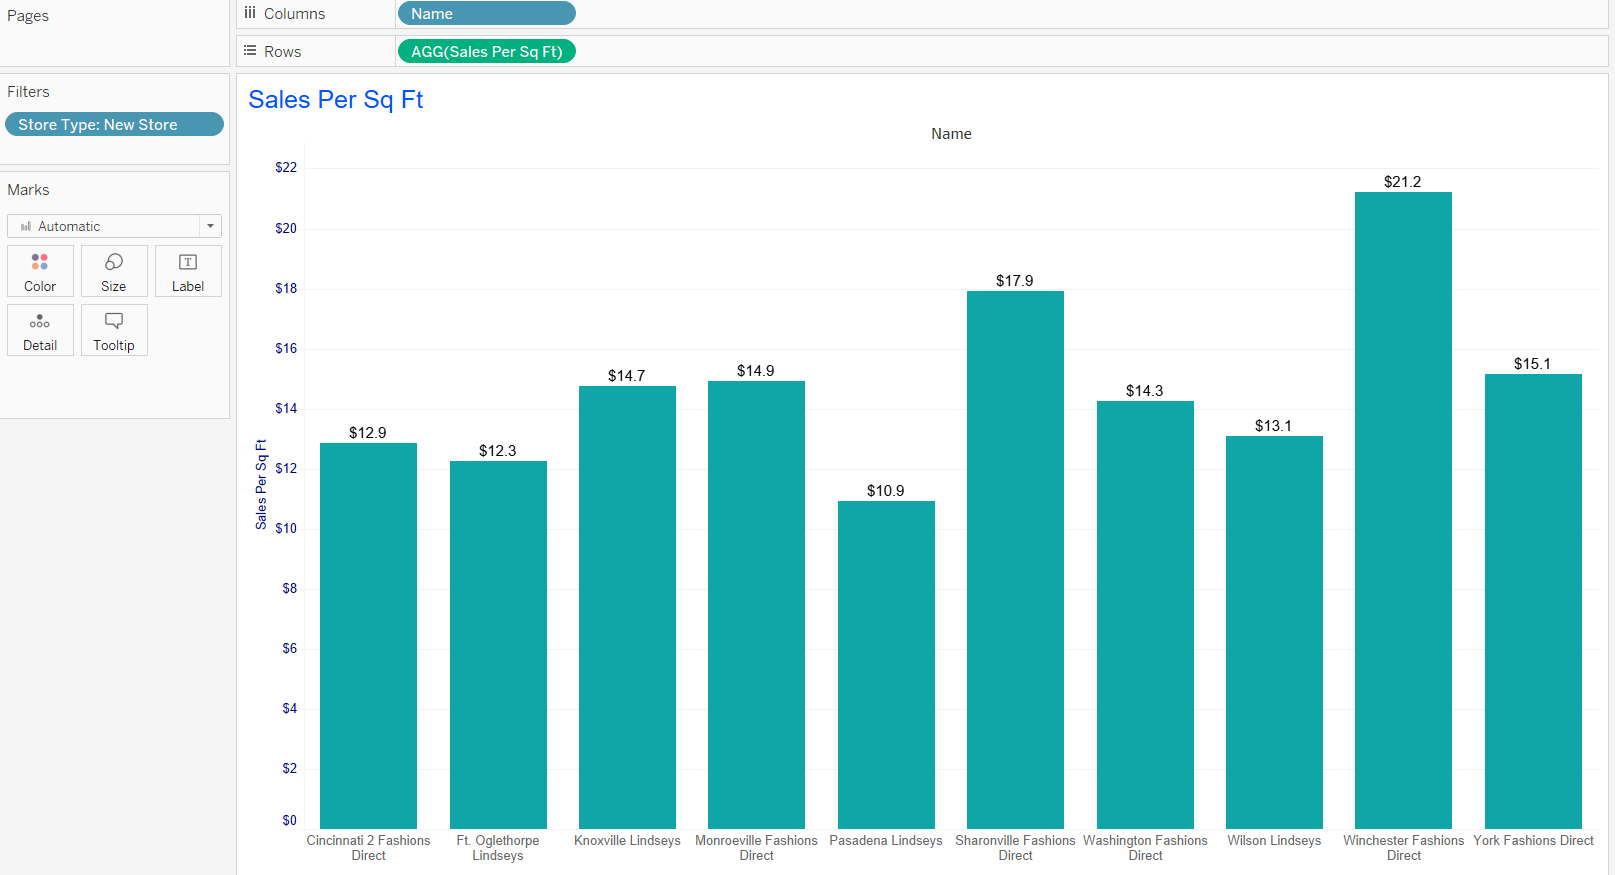 Pages
Columns
Name
Rows
AGG(Sales Per Sq Ft)
Filters
Store Type: New Store
Marks
Automatic
Color
Size
T
Label
Detail
Tooltip
Sales Per Sq Ft
Name
Sales Per Sq Ft
$22
$20
$18
$16
$14
$12
$10
$8
$6
$4
$2
$0
$12.9
$12.3
$14.7
$14.9
$10.9
$17.9
$14.3
$13.1
$21.2
$15.1
Cincinnati 2 Fashions
Direct
Ft. Oglethorpe
Lindseys
Knoxville Lindseys
Monroeville Fashions
Direct
Pasadena Lindseys
Sharonville Fashions
Direct
Washington Fashions
Direct
Wilson Lindseys
Winchester Fashions
Direct
York Fashions Direct